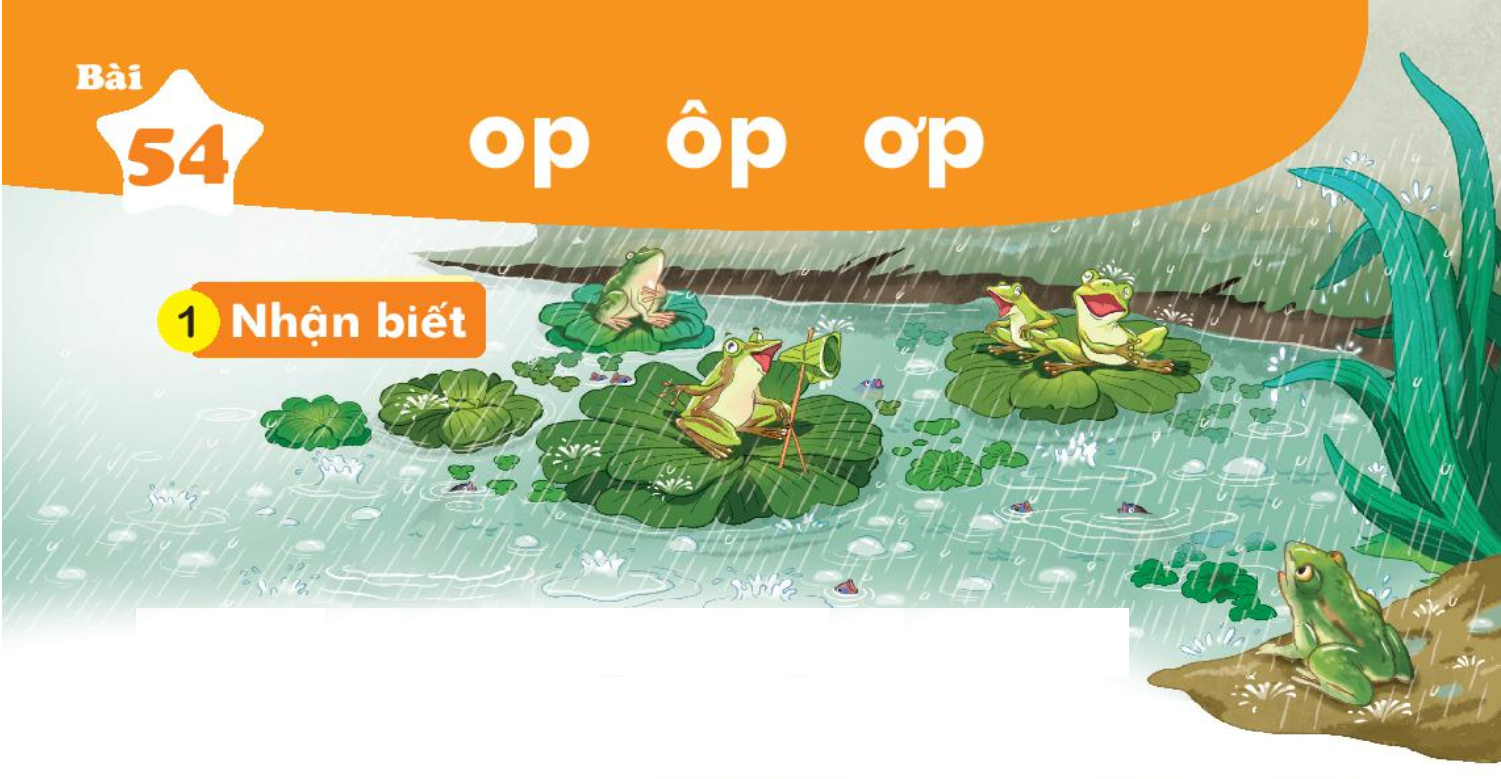 Bài
54
op ôp ơp
1 Nhận biết